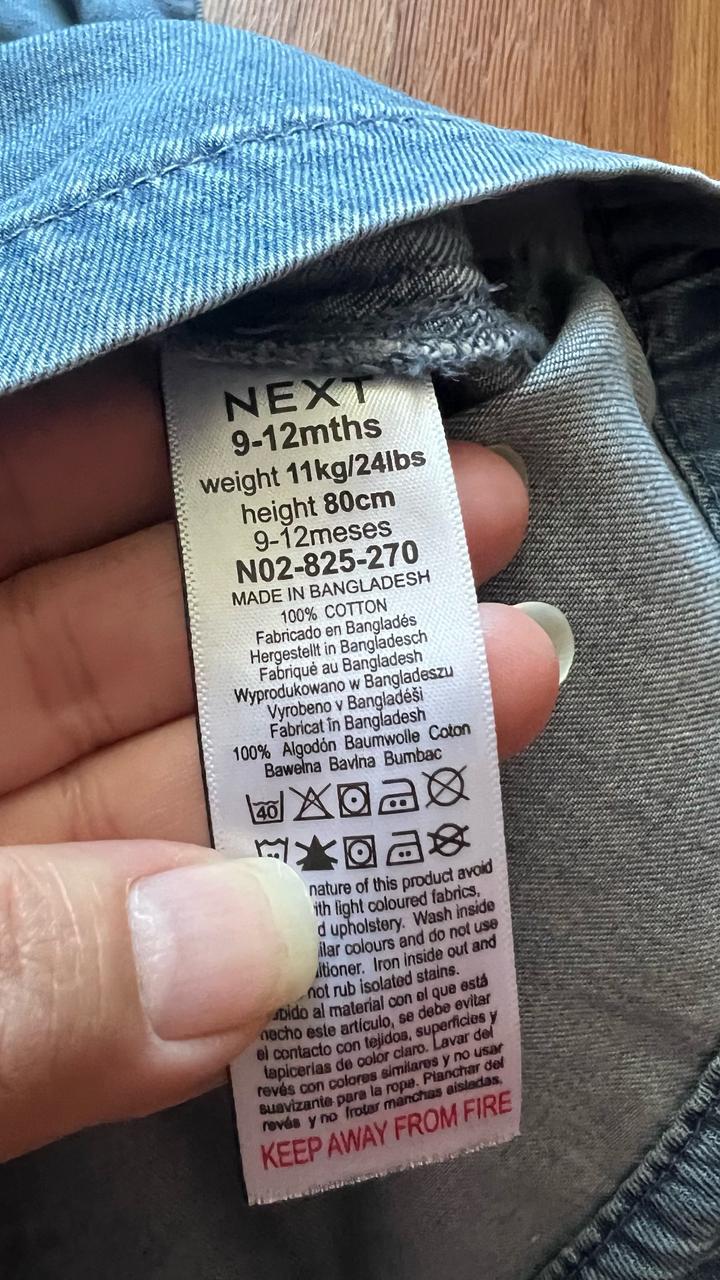 NEXT
9-12mths
weight 11kg/24lbs
height 80cm
9-12meses
N02-825-270
MADE IN BANGLADESH
100% COTTON
Fabricado en Bangladés
Hergestellt in Bangladesch
Fabriqué au Bangladesh
Wyprodukowano w Bangladeszu
Vyrobeno v Bangladéši
Fabricat în Bangladesh
100% Algodón Baumwolle Coton
Bawełna Bavlna Bumbac
40
nature of this product avoid
light coloured fabrics,
upholstery. Wash inside
colours and do not use
Iron inside out and
not rub isolated stains.
al material con el que está
hecho este artículo, se debe evitar
el contacto con tejidos, superficies y
tapicerías de color claro. Lavar del
revés con colores similares y no usar
suavizante para la ropa. Planchar del
revés y no frotar manchas aisladas.
KEEP AWAY FROM FIRE